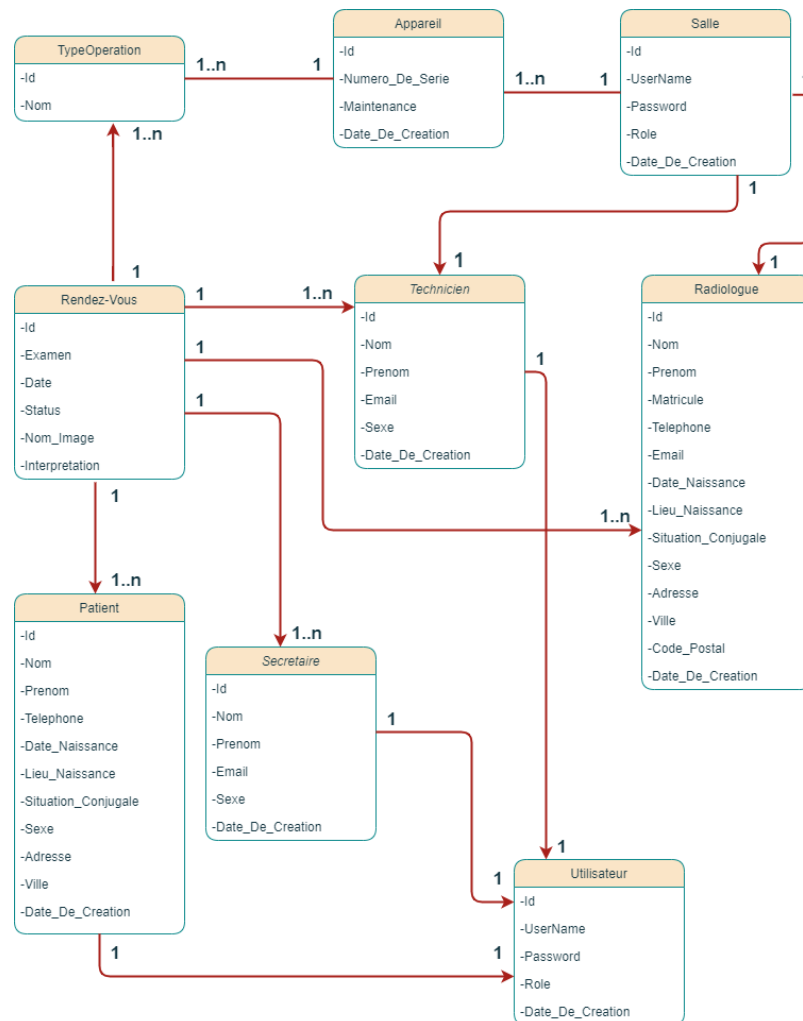 TypeOperation
-Id
-Nom
1..n
1
Appareil
-Id
-Numero_De_Serie
-Maintenance
-Date_De_Creation
1..n
1
Salle
-Id
-UserName
-Password
-Role
-Date_De_Creation
1..n
1
1
1
Rendez-Vous
-Id
-Examen
-Date
-Status
-Nom_Image
-Interpretation
1
1..n
1
1
Technicien
-Id
-Nom
-Prenom
-Email
-Sexe
-Date_De_Creation
1
1
Radiologue
-Id
-Nom
-Prenom
-Matricule
-Telephone
-Email
-Date_Naissance
-Lieu_Naissance
-Situation_Conjugale
-Sexe
-Adresse
-Ville
-Code_Postal
-Date_De_Creation
1..n
1
1..n
Patient
-Id
-Nom
-Prenom
-Telephone
-Date_Naissance
-Lieu_Naissance
-Situation_Conjugale
-Sexe
-Adresse
-Ville
-Date_De_Creation
1..n
Secretaire
-Id
-Nom
-Prenom
-Email
-Sexe
-Date_De_Creation
1
1
1
Utilisateur
-Id
-UserName
-Password
-Role
-Date_De_Creation
1
1